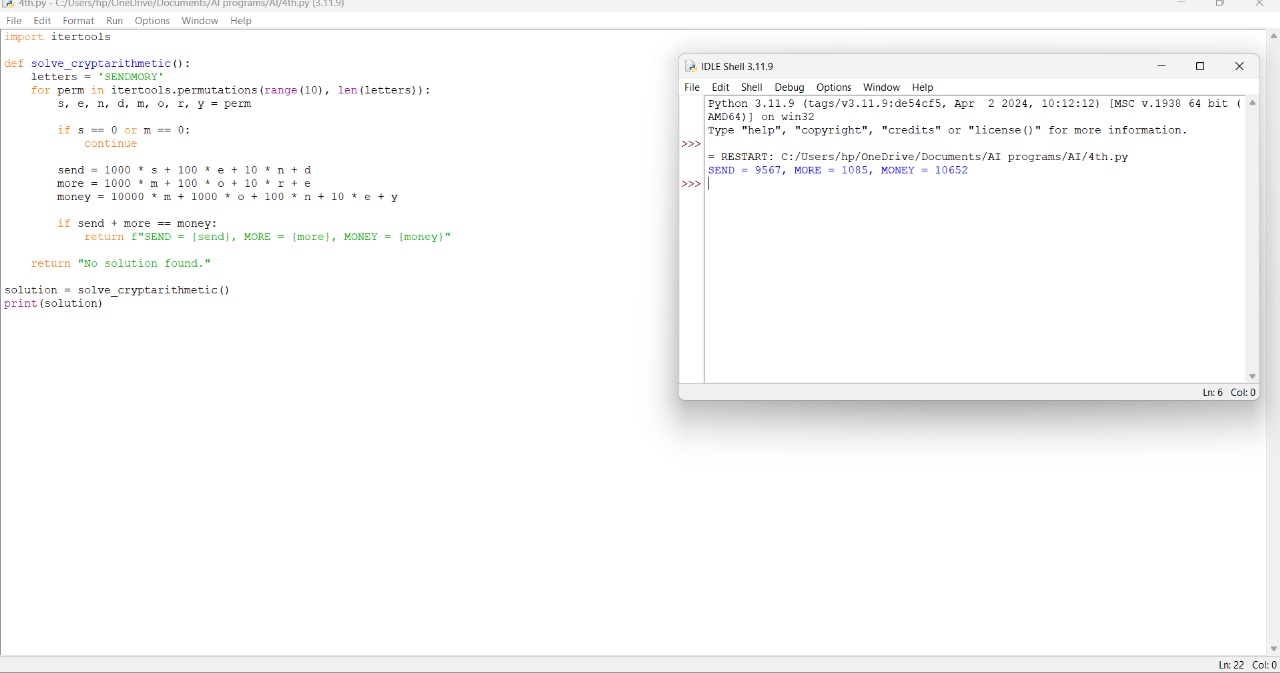 4th.py - C:/Users/hp/OneDrive/Documents/AI programs/AI/4th.py (3.11.9)
File Edit Format Run Options Window Help
import itertools
def solve_cryptarithmetic():
    letters = 'SENDMORY'
    for perm in itertools.permutations(range(10), len(letters)):
        s, e, n, d, m, o, r, y = perm
        if s == 0 or m == 0:
            continue
        send = 1000 * s + 100 * e + 10 * n + d
        more = 1000 * m + 100 * o + 10 * r + e
        money = 10000 * m + 1000 * o + 100 * n + 10 * e + y
        if send + more == money:
            return f"SEND = {send}, MORE = {more}, MONEY = {money}"
    return "No solution found."
solution = solve_cryptarithmetic()
print(solution)
Ln: 22 Col: 0
IDLE Shell 3.11.9
File Edit Shell Debug Options Window Help
Python 3.11.9 (tags/v3.11.9:de54cf5, Apr  2 2024, 10:12:12) [MSC v.1938 64 bit (
AMD64)] on win32
Type "help", "copyright", "credits" or "license()" for more information.
>>>
= RESTART: C:/Users/hp/OneDrive/Documents/AI programs/AI/4th.py
SEND = 9567, MORE = 1085, MONEY = 10652
>>>
Ln: 6 Col: 0